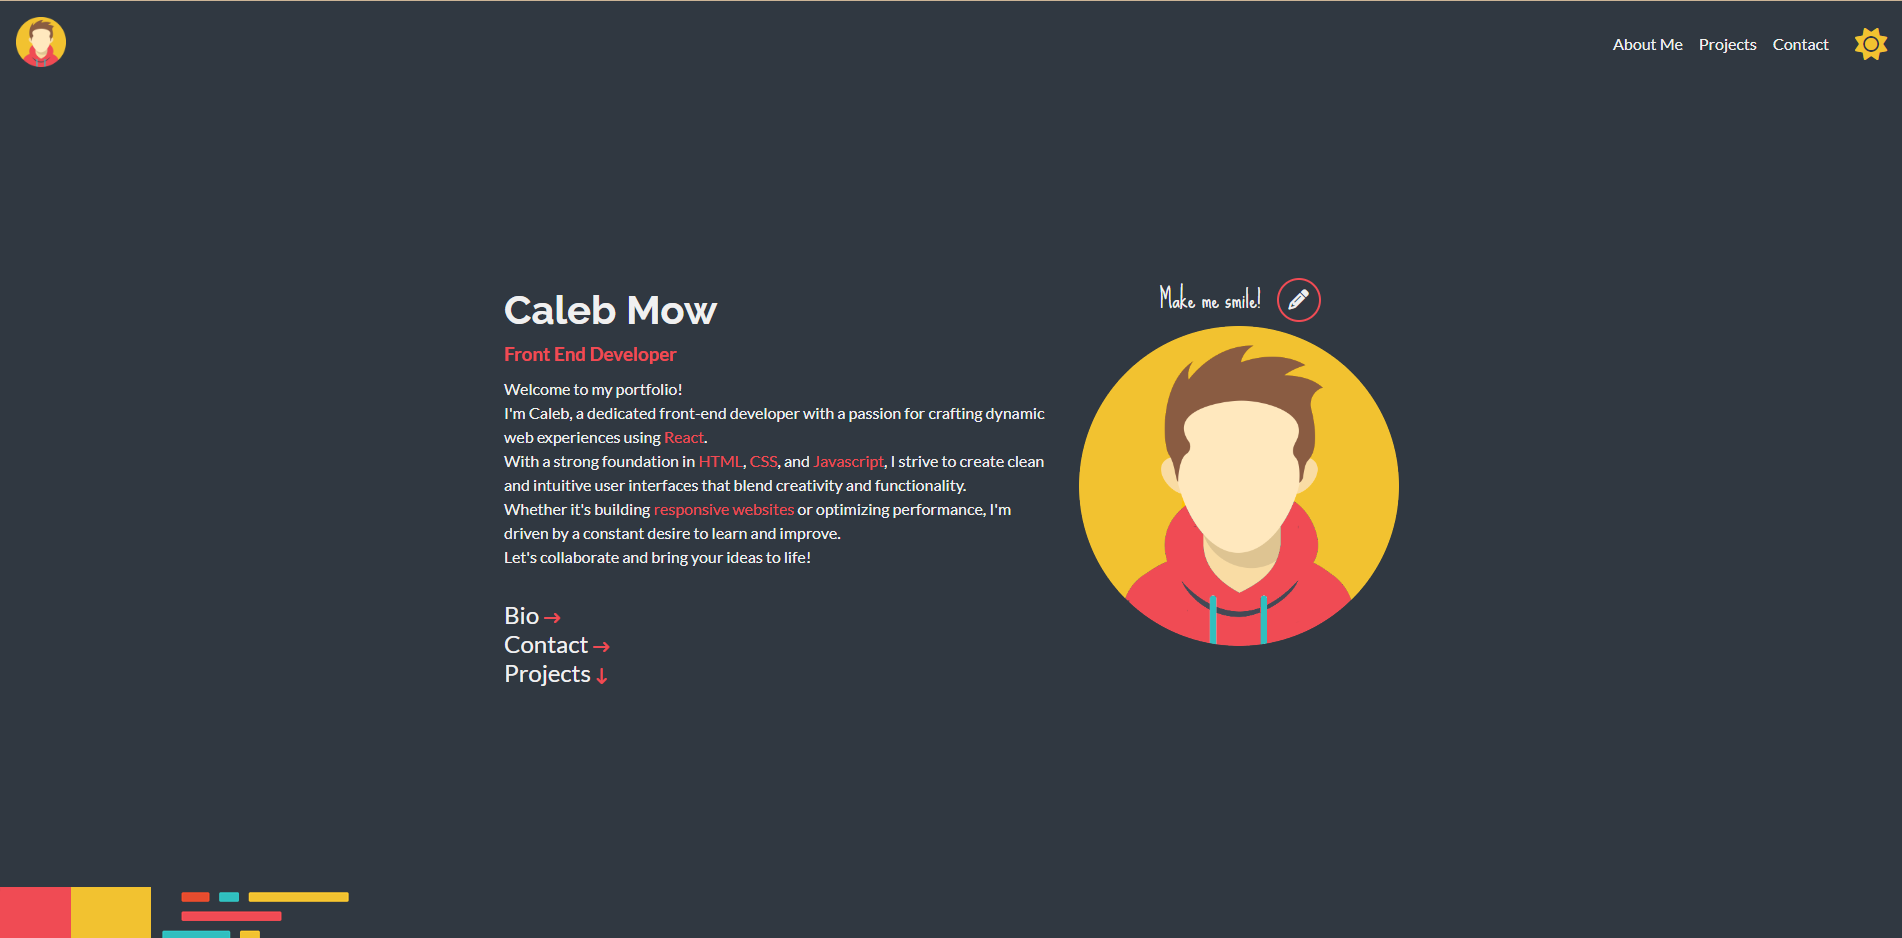 About Me Projects Contact
Make me smile!
Caleb Mow
Front End Developer
Welcome to my portfolio!
I'm Caleb, a dedicated front-end developer with a passion for crafting dynamic
web experiences using React.
With a strong foundation in HTML, CSS, and Javascript, I strive to create clean
and intuitive user interfaces that blend creativity and functionality.
Whether it's building responsive websites or optimizing performance, I'm
driven by a constant desire to learn and improve.
Let's collaborate and bring your ideas to life!
Bio →
Contact →
Projects ↓